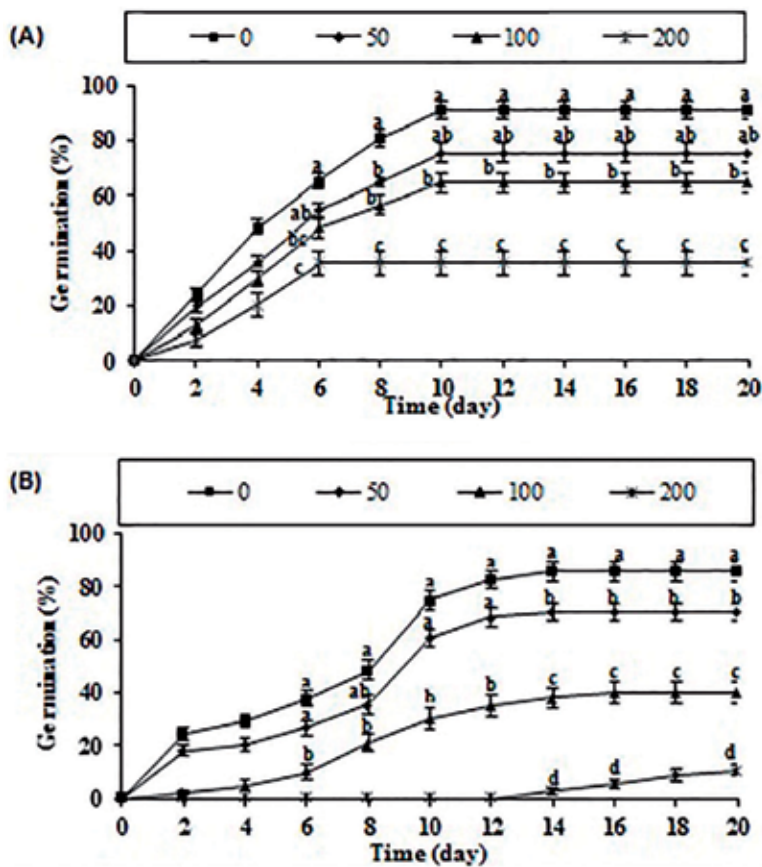 (A)
0 50 100 200
100
80
60
40
20
0
Germination (%)
a a a a a a a a
ab b ab ab ab ab ab ab
bc b b b b b b b
c c c c c c c c
0 2 4 6 8 10 12 14 16 18 20
Time (day)
(B)
0 50 100 200
100
80
60
40
20
0
Germination (%)
a a a a a a a a
a ab a a b b b b
b b b b c c c c
d d d
0 2 4 6 8 10 12 14 16 18 20
Time (day)